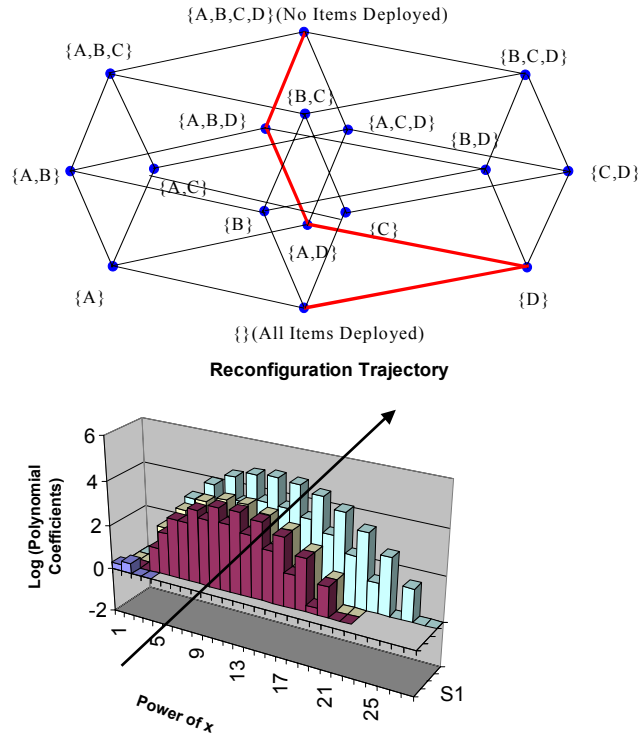 {A,B,C,D}(No Items Deployed)
{A,B,C}
{B,C,D}
{B,C}
{A,B,D}
{A,C,D}
{B,D}
{A,B}
{A,C}
{C,D}
{B}
{C}
{A,D}
{A}
{D}
{}(All Items Deployed)
Reconfiguration Trajectory
6
4
2
0
-2
Log (Polynomial
Coefficients)
1
5
9
13
17
21
25
S1
Power of x